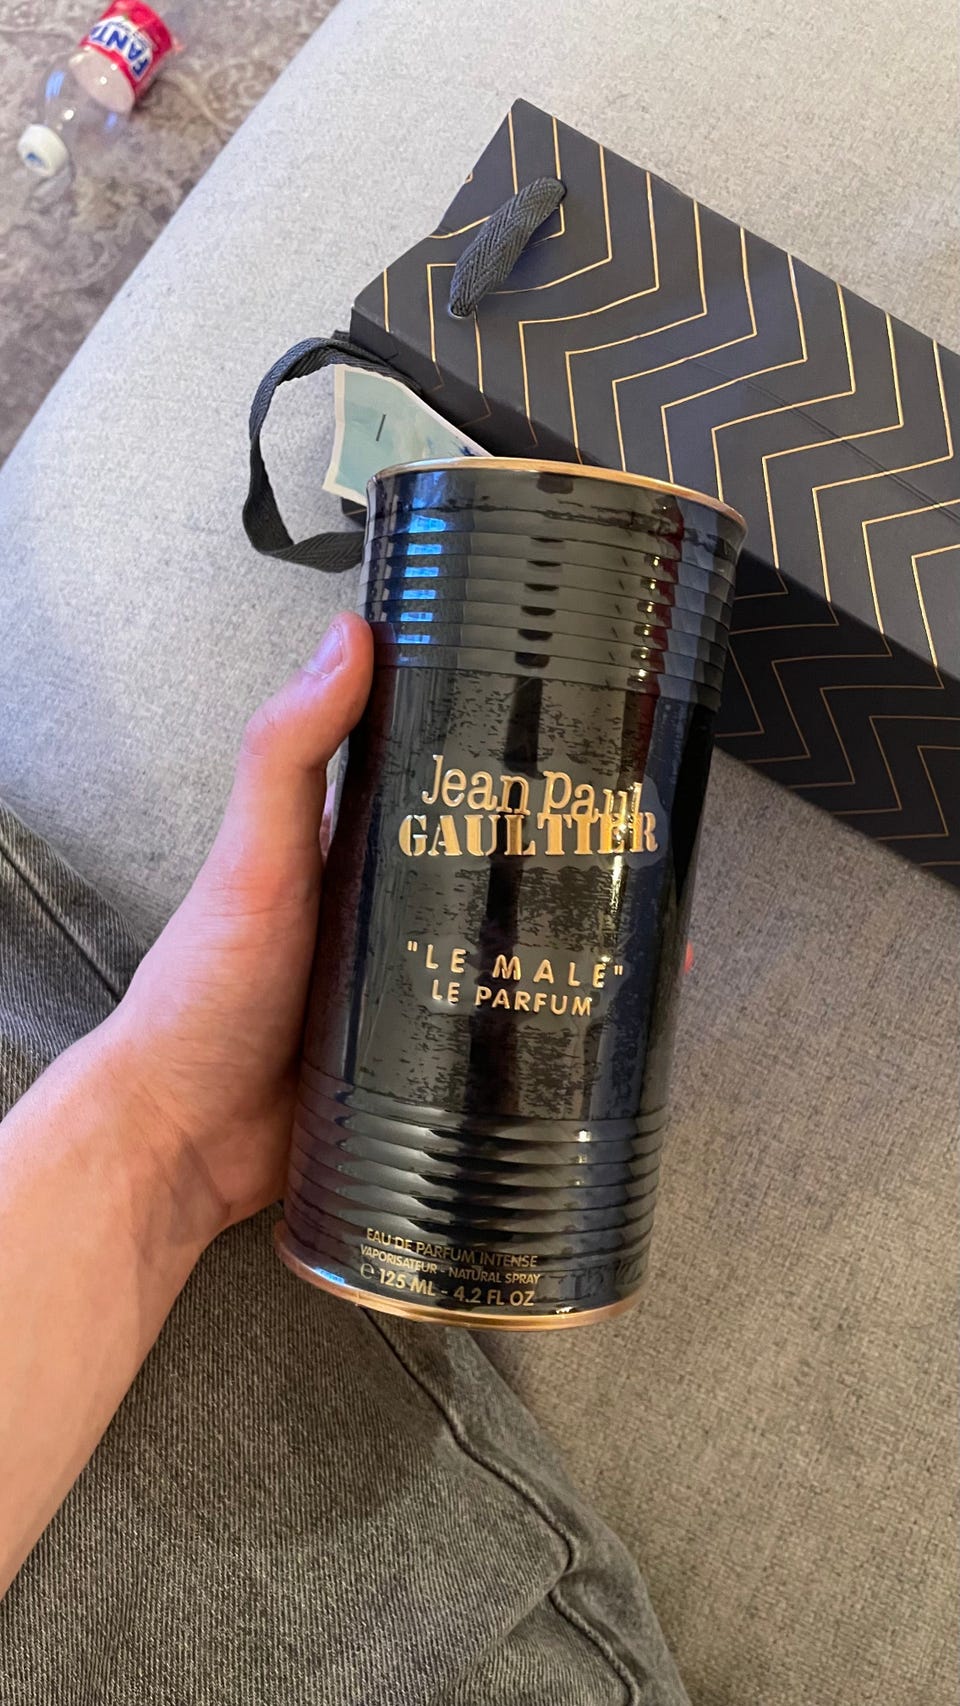 FANTA
Jean Paul
GAULTIER
"LE MALE"
LE PARFUM
EAU DE PARFUM INTENSE
VAPORISATEUR - NATURAL SPRAY
℮ 125 ML - 4.2 FL OZ